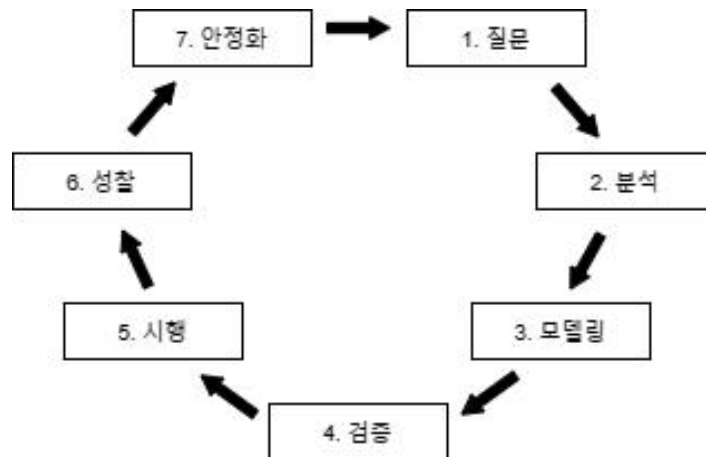 7. 안정화
1. 질문
6. 성찰
2. 분석
5. 시행
3. 모델링
4. 검증